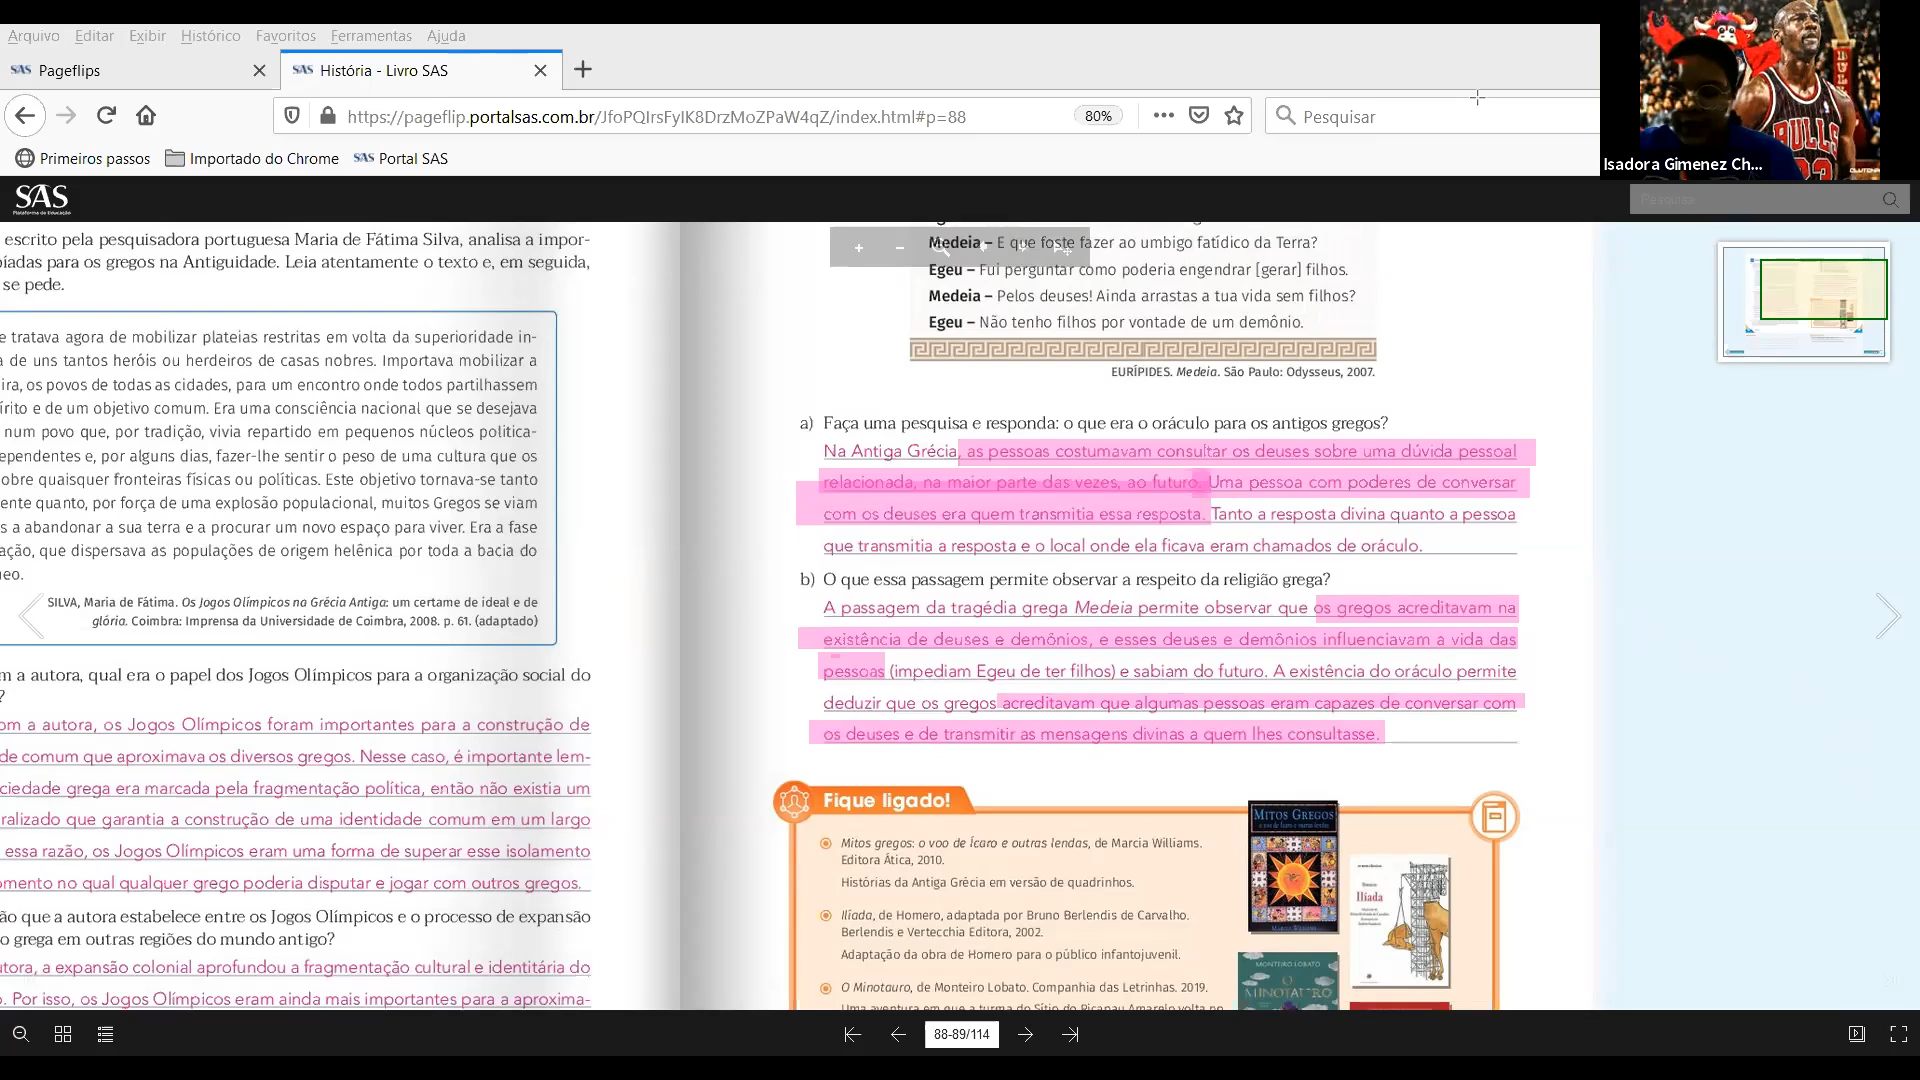 Arquivo Editar Exibir Histórico Favoritos Ferramentas Ajuda
SAS Pageflips
SAS História - Livro SAS
https://pageflip.portalsas.com.br/JfoPQIrsFyIK8DrzMoZPaW4qZ/index.html#p=88
80%
Pesquisar
Primeiros passos
Importado do Chrome
SAS Portal SAS
BULLS
Isadora Gimenez Ch...
SAS
Plataforma de Educação
Pesquisar
escrito pela pesquisadora portuguesa Maria de Fátima Silva, analisa a impor-
píadas para os gregos na Antiguidade. Leia atentamente o texto e, em seguida,
se pede.
e tratava agora de mobilizar plateias restritas em volta da superioridade in-
a de uns tantos heróis ou herdeiros de casas nobres. Importava mobilizar a
ira, os povos de todas as cidades, para um encontro onde todos partilhassem
írito e de um objetivo comum. Era uma consciência nacional que se desejava
num povo que, por tradição, vivia repartido em pequenos núcleos politica-
ependentes e, por alguns dias, fazer-lhe sentir o peso de uma cultura que os
obre quaisquer fronteiras físicas ou políticas. Este objetivo tornava-se tanto
ente quanto, por força de uma explosão populacional, muitos Gregos se viam
s a abandonar a sua terra e a procurar um novo espaço para viver. Era a fase
ação, que dispersava as populações de origem helênica por toda a bacia do
eo.
SILVA, Maria de Fátima. Os Jogos Olímpicos na Grécia Antiga: um certame de ideal e de
glória. Coimbra: Imprensa da Universidade de Coimbra, 2008. p. 61. (adaptado)
m a autora, qual era o papel dos Jogos Olímpicos para a organização social do
?
om a autora, os Jogos Olímpicos foram importantes para a construção de
de comum que aproximava os diversos gregos. Nesse caso, é importante lem-
ciedade grega era marcada pela fragmentação política, então não existia um
ralizado que garantia a construção de uma identidade comum em um largo
essa razão, os Jogos Olímpicos eram uma forma de superar esse isolamento
omento no qual qualquer grego poderia disputar e jogar com outros gregos.
ão que a autora estabelece entre os Jogos Olímpicos e o processo de expansão
o grega em outras regiões do mundo antigo?
utora, a expansão colonial aprofundou a fragmentação cultural e identitária do
o. Por isso, os Jogos Olímpicos eram ainda mais importantes para a aproxima-
Medeia – E que foste fazer ao umbigo fatídico da Terra?
Egeu – Fui perguntar como poderia engendrar [gerar] filhos.
Medeia – Pelos deuses! Ainda arrastas a tua vida sem filhos?
Egeu – Não tenho filhos por vontade de um demônio.
EURÍPIDES. Medeia. São Paulo: Odysseus, 2007.
a) Faça uma pesquisa e responda: o que era o oráculo para os antigos gregos?
Na Antiga Grécia, as pessoas costumavam consultar os deuses sobre uma dúvida pessoal
relacionada, na maior parte das vezes, ao futuro. Uma pessoa com poderes de conversar
com os deuses era quem transmitia essa resposta. Tanto a resposta divina quanto a pessoa
que transmitia a resposta e o local onde ela ficava eram chamados de oráculo.
b) O que essa passagem permite observar a respeito da religião grega?
A passagem da tragédia grega Medeia permite observar que os gregos acreditavam na
existência de deuses e demônios, e esses deuses e demônios influenciavam a vida das
pessoas (impediam Egeu de ter filhos) e sabiam do futuro. A existência do oráculo permite
deduzir que os gregos acreditavam que algumas pessoas eram capazes de conversar com
os deuses e de transmitir as mensagens divinas a quem lhes consultasse.
Fique ligado!
Mitos gregos: o voo de Ícaro e outras lendas, de Marcia Williams.
Editora Ática, 2010.
Histórias da Antiga Grécia em versão de quadrinhos.
Ilíada, de Homero, adaptada por Bruno Berlendis de Carvalho.
Berlendis e Vertecchia Editora, 2002.
Adaptação da obra de Homero para o público infantojuvenil.
O Minotauro, de Monteiro Lobato. Companhia das Letrinhas. 2019.
Uma aventura em que a turma do Sítio do Picapau Amarelo volta no
MITOS GREGOS
Ilíada
MONTEIRO LOBATO
O
MINOTAURO
88-89/114